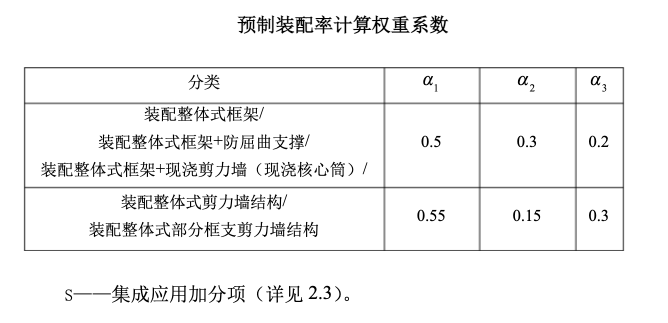 预制装配率计算权重系数
分类 α1 α2 α3
装配整体式框架/
装配整体式框架+防屈曲支撑/
装配整体式框架+现浇剪力墙（现浇核心筒）/
0.5 0.3 0.2
装配整体式剪力墙结构/
装配整体式部分框支剪力墙结构
0.55 0.15 0.3
S——集成应用加分项（详见 2.3）。